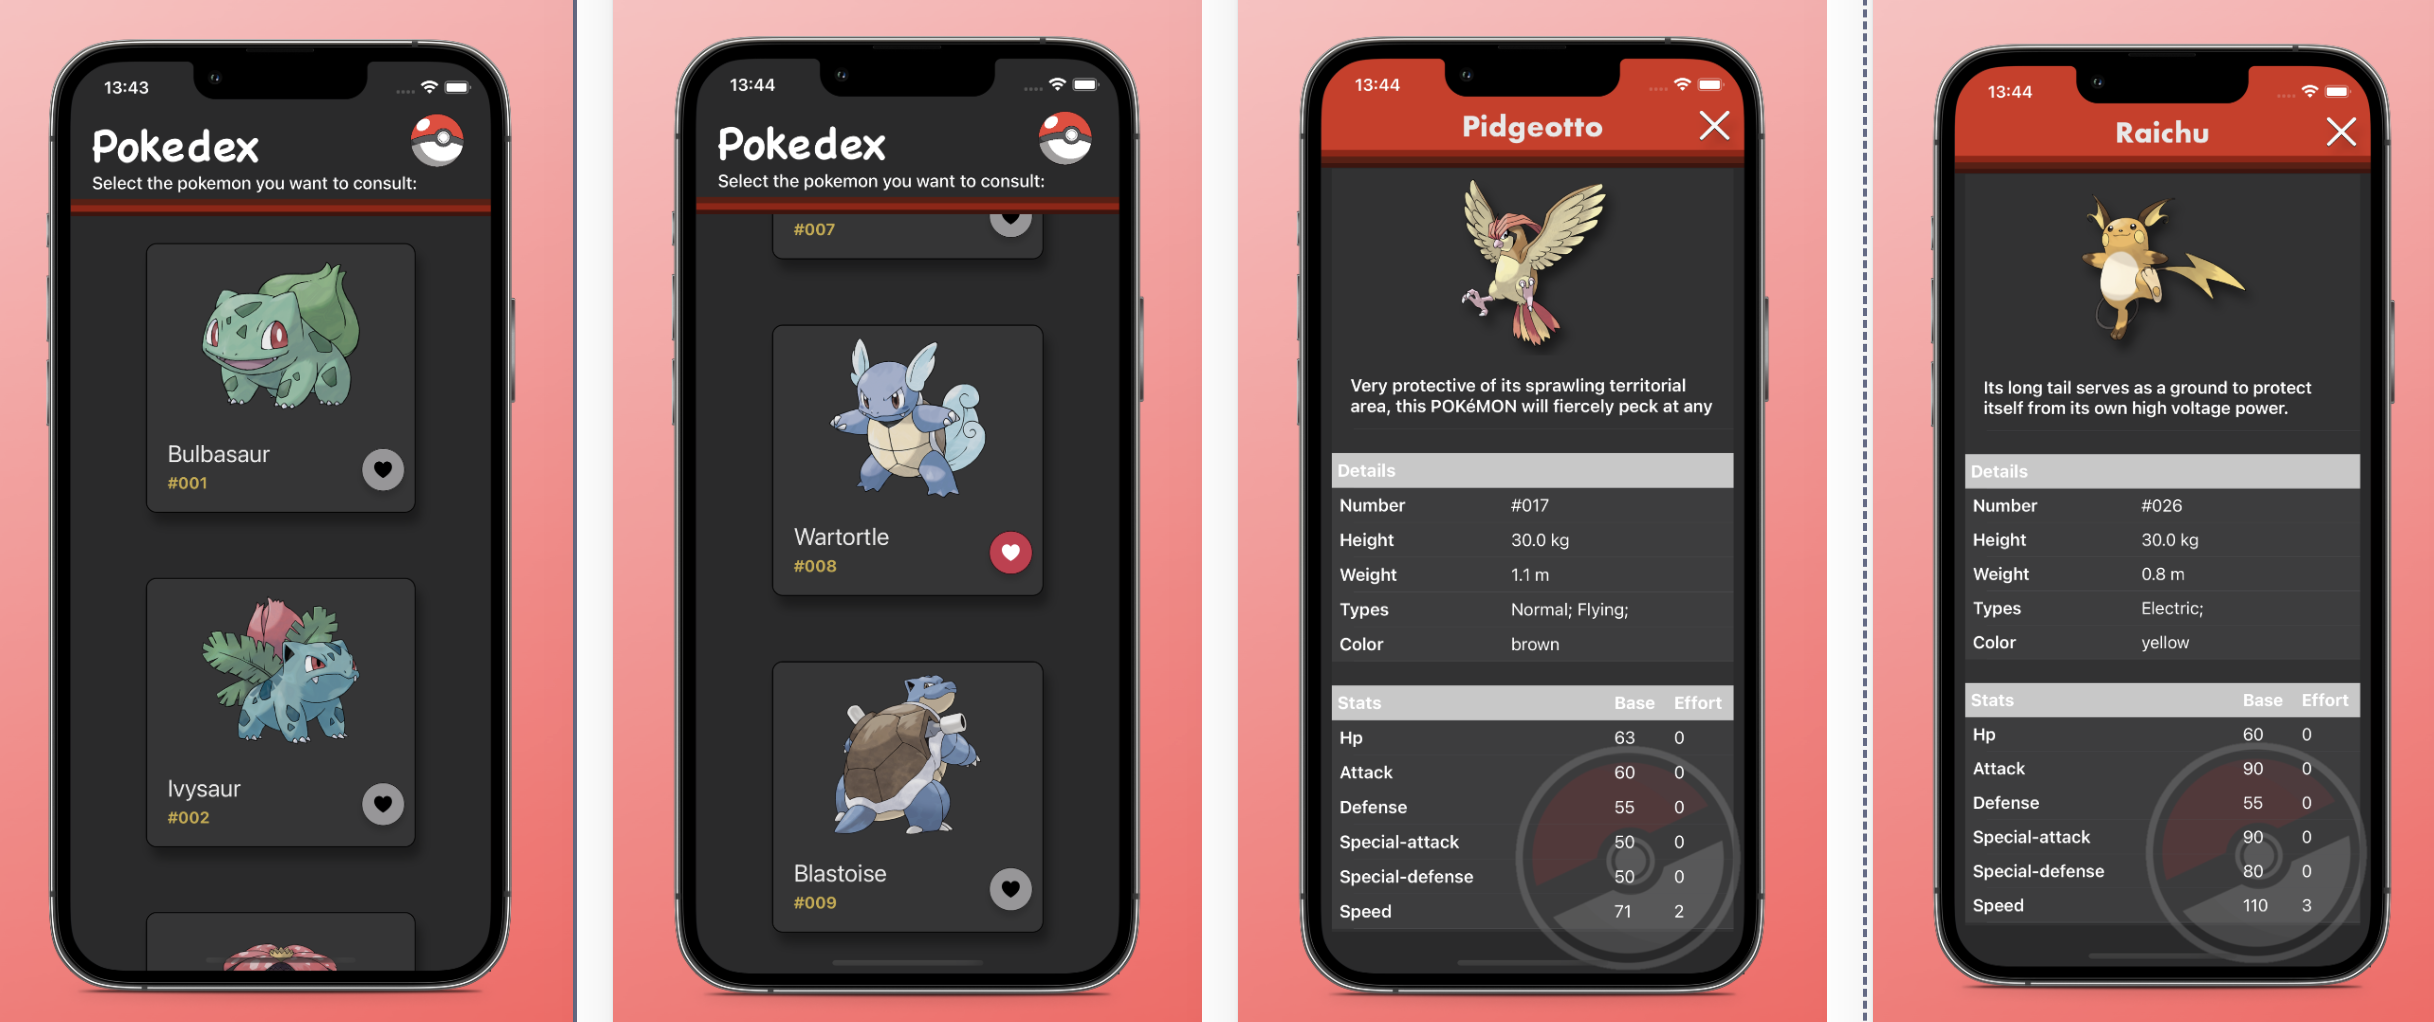 13:43
Pokedex
Select the pokemon you want to consult:
Bulbasaur
#001
Ivysaur
#002
13:44
Pokedex
Select the pokemon you want to consult:
#007
Wartortle
#008
Blastoise
#009
13:44
Pidgeotto
Very protective of its sprawling territorial
area, this POKéMON will fiercely peck at any
Details
Number #017
Height 30.0 kg
Weight 1.1 m
Types Normal; Flying;
Color brown
Stats Base Effort
Hp 63 0
Attack 60 0
Defense 55 0
Special-attack 50 0
Special-defense 50 0
Speed 71 2
13:44
Raichu
Its long tail serves as a ground to protect
itself from its own high voltage power.
Details
Number #026
Height 30.0 kg
Weight 0.8 m
Types Electric;
Color yellow
Stats Base Effort
Hp 60 0
Attack 90 0
Defense 55 0
Special-attack 90 0
Special-defense 80 0
Speed 110 3